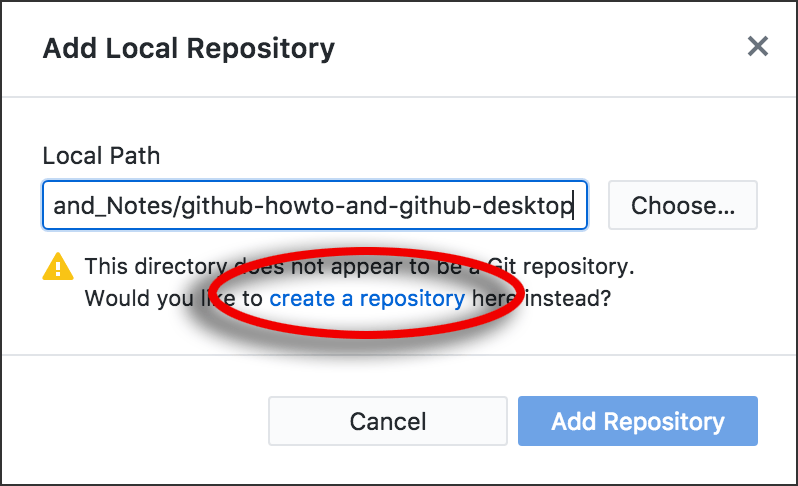 Add Local Repository
Local Path
and_Notes/github-howto-and-github-desktop
Choose...
This directory does not appear to be a Git repository.
Would you like to create a repository here instead?
Cancel
Add Repository